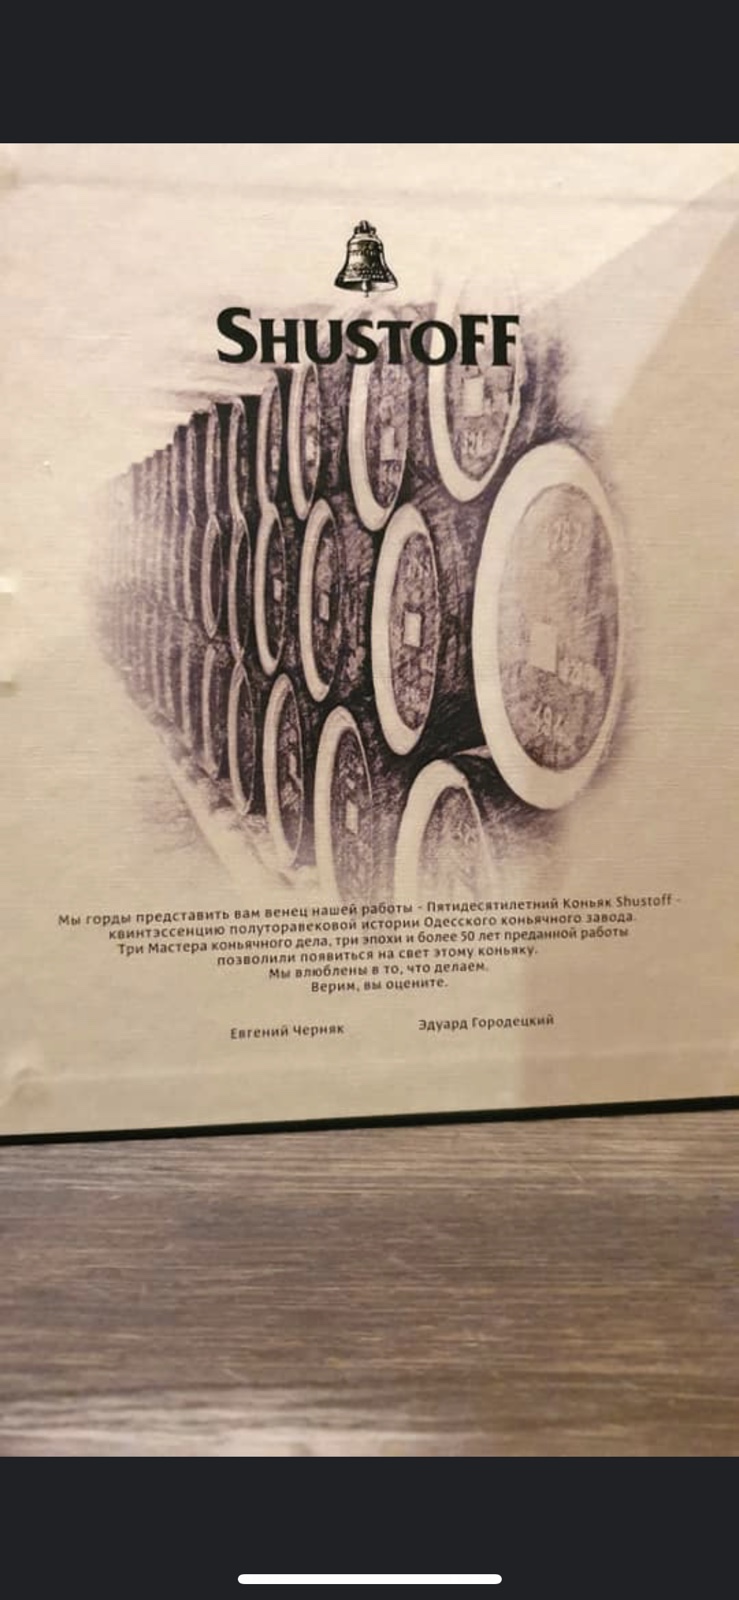 SHUSTOFF
Мы горды представить вам венец нашей работы - Пятидесятилетний Коньяк Shustoff -
квинтэссенцию полуторавековой истории Одесского коньячного завода.
Три Мастера коньячного дела, три эпохи и более 50 лет преданной работы
позволили появиться на свет этому коньяку.
Мы влюблены в то, что делаем.
Верим, вы оцените.
Евгений Черняк Эдуард Городецкий